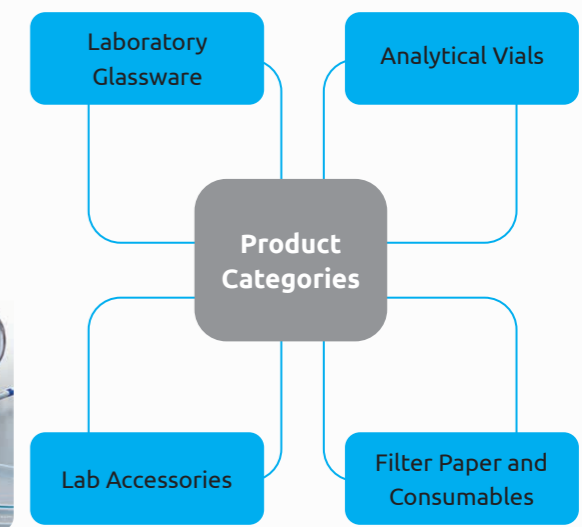 Laboratory
Glassware
Analytical Vials
Product
Categories
Lab Accessories
Filter Paper and
Consumables